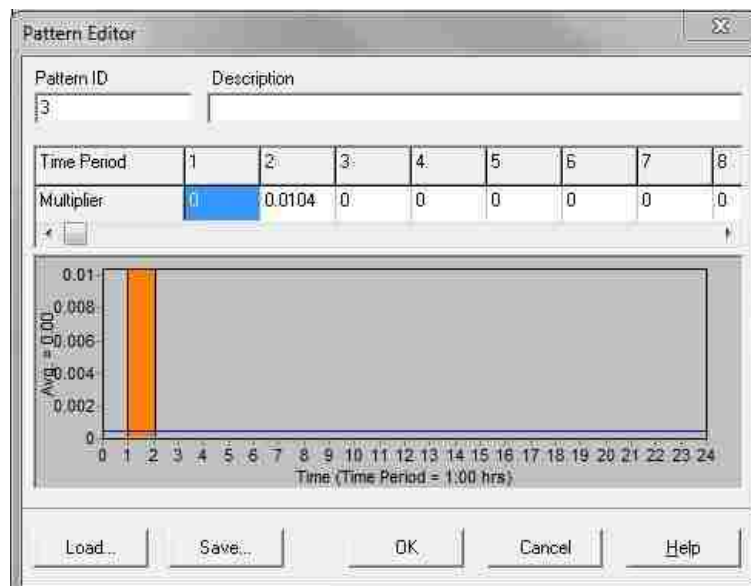 Pattern Editor
Pattern ID Description
3
Time Period 1 2 3 4 5 6 7 8
Multiplier 0 0.0104 0 0 0 0 0 0
0.01
0.008
0.006
0.004
0.002
0
Avg. = 0.00
0 1 2 3 4 5 6 7 8 9 10 11 12 13 14 15 16 17 18 19 20 21 22 23 24
Time (Time Period = 1:00 hrs)
Load... Save... OK Cancel Help